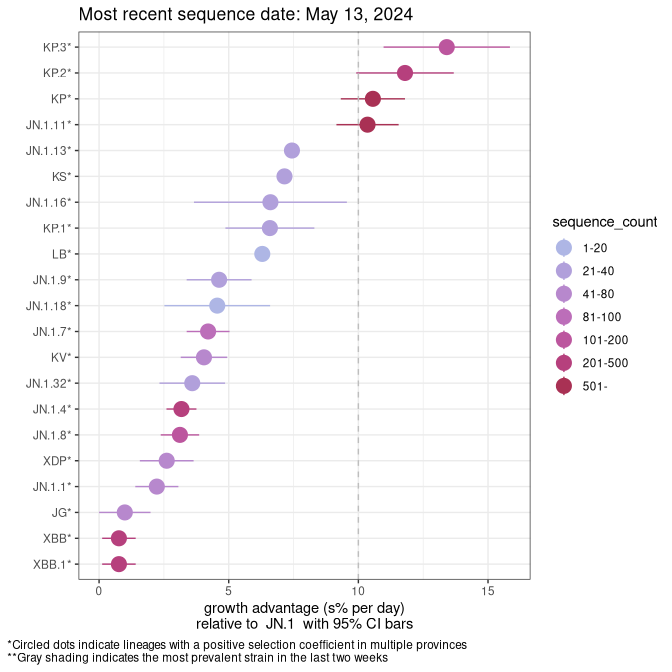 Most recent sequence date: May 13, 2024
KP.3*
KP.2*
KP*
JN.1.11*
JN.1.13*
KS*
JN.1.16*
KP.1*
LB*
JN.1.9*
JN.1.18*
JN.1.7*
KV*
JN.1.32*
JN.1.4*
JN.1.8*
XDP*
JN.1.1*
JG*
XBB*
XBB.1*
0 5 10 15
growth advantage (s% per day)
relative to JN.1 with 95% CI bars
sequence_count
1-20
21-40
41-80
81-100
101-200
201-500
501-
*Circled dots indicate lineages with a positive selection coefficient in multiple provinces
**Gray shading indicates the most prevalent strain in the last two weeks